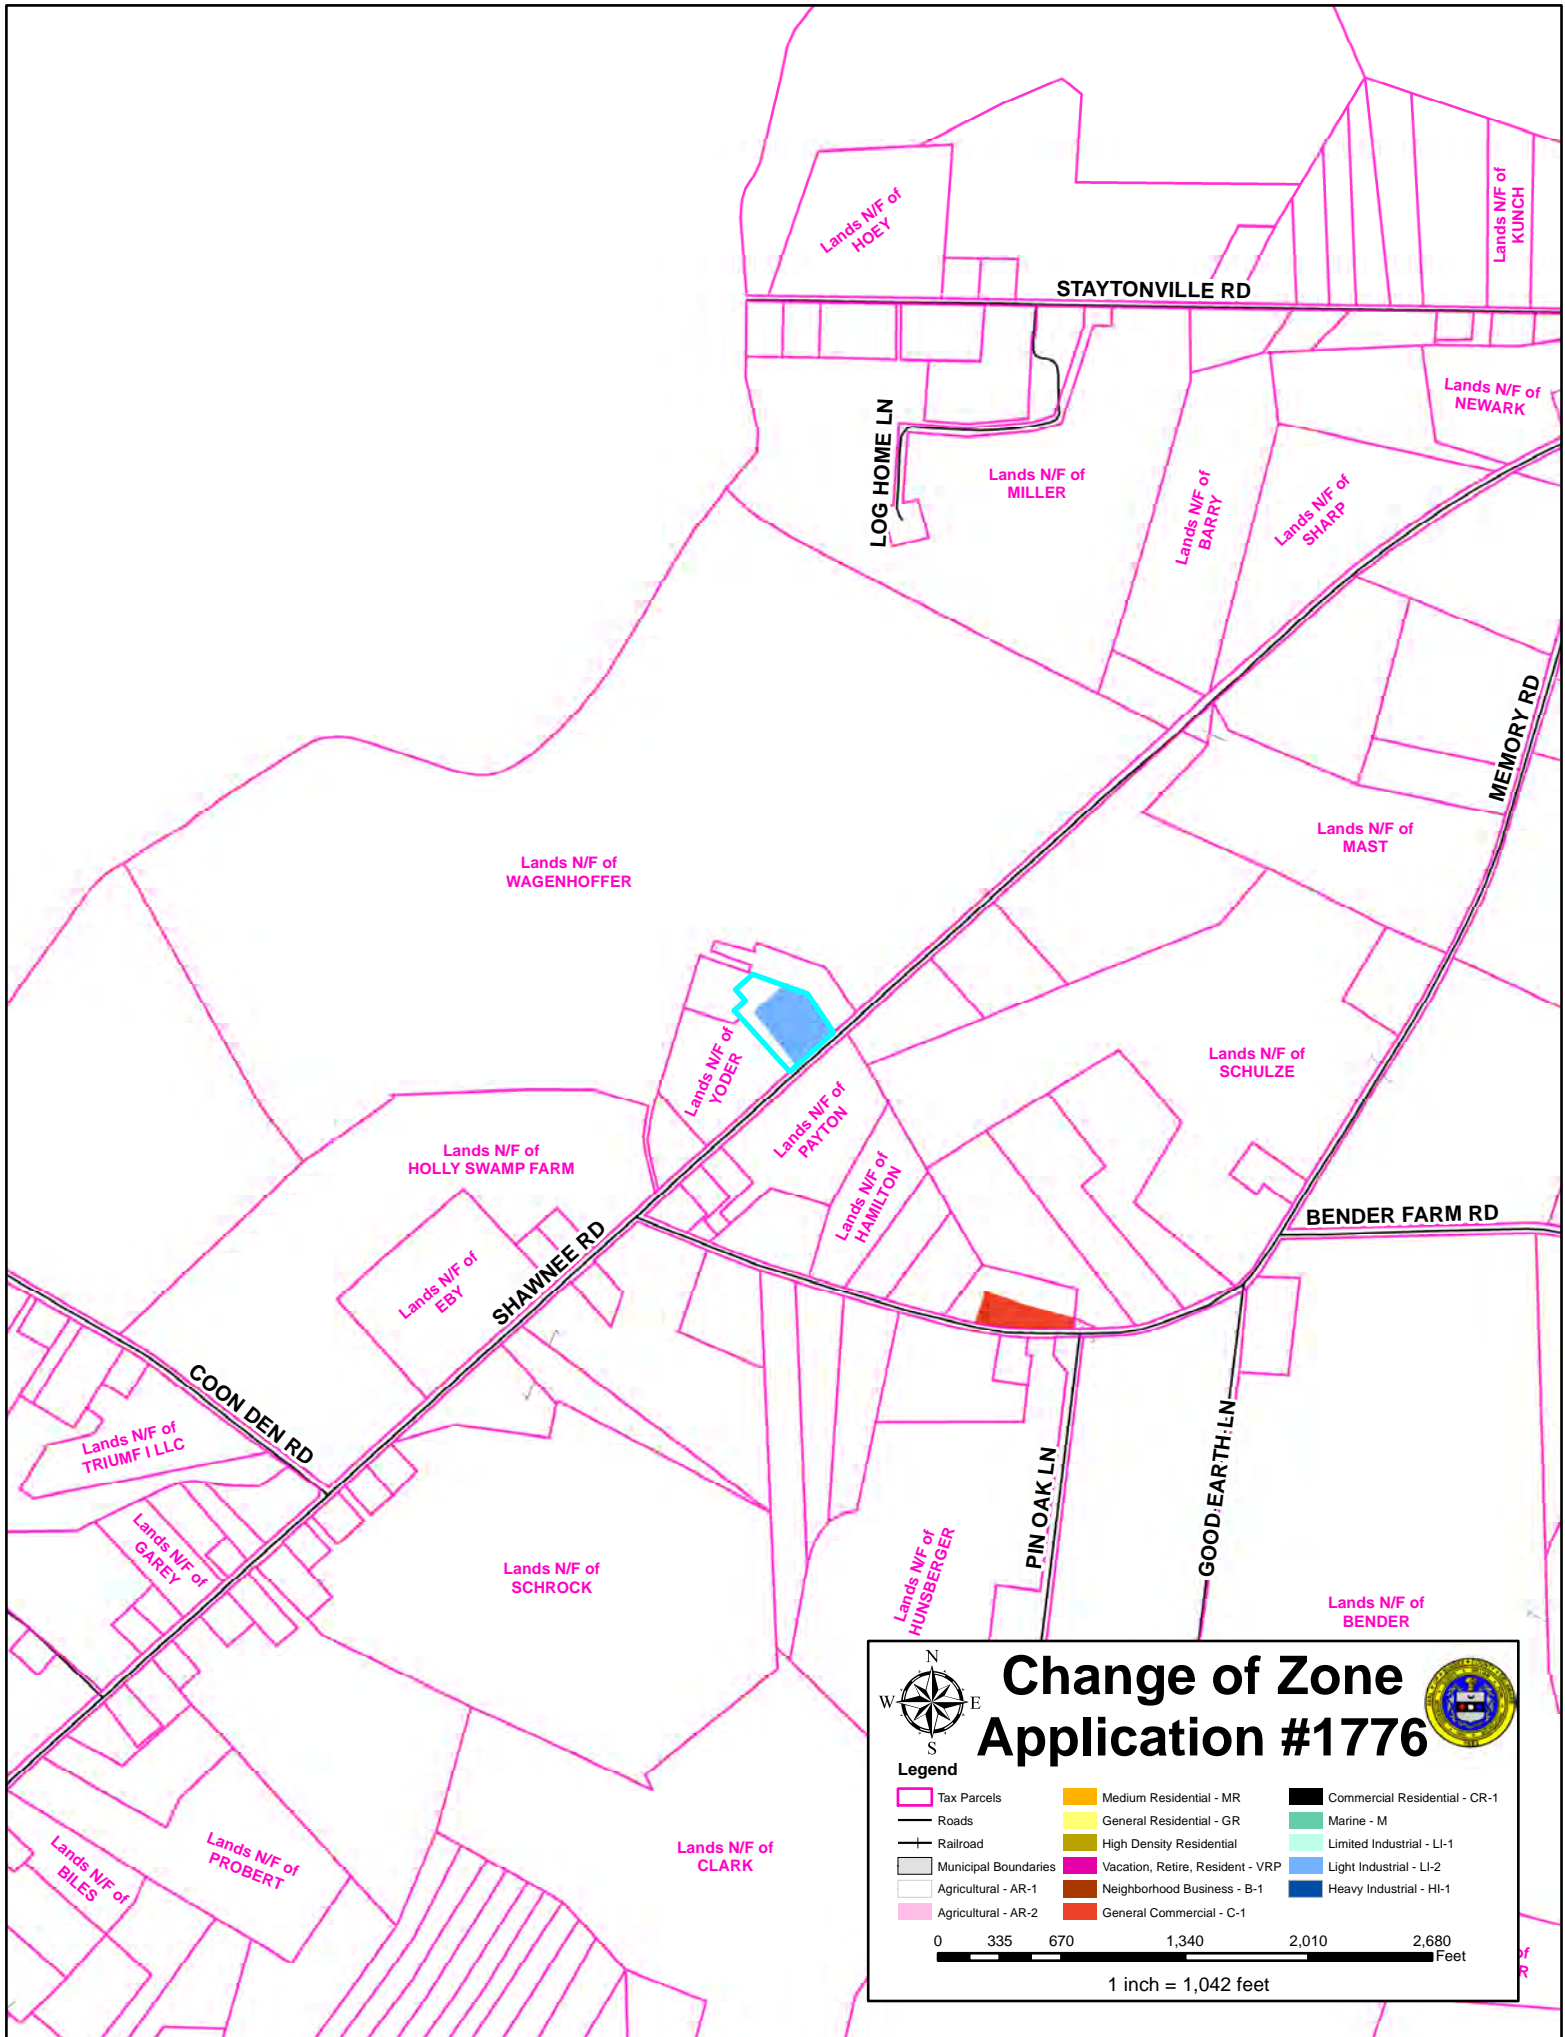 Lands N/F of
HOEY
Lands N/F of
KUNCH
STAYTONVILLE RD
Lands N/F of
NEWARK
LOG HOME LN
Lands N/F of
MILLER
Lands N/F of
BARRY
Lands N/F of
SHARP
MEMORY RD
Lands N/F of
MAST
Lands N/F of
WAGENHOFFER
Lands N/F of
YODER
Lands N/F of
SCHULZE
Lands N/F of
PAYTON
Lands N/F of
HOLLY SWAMP FARM
Lands N/F of
HAMILTON
BENDER FARM RD
SHAWNEE RD
Lands N/F of
EBY
COON DEN RD
Lands N/F of
TRIUMF I LLC
PIN OAK LN
GOOD EARTH LN
Lands N/F of
GAREY
Lands N/F of
SCHROCK
Lands N/F of
HUNSBERGER
Lands N/F of
BENDER
Lands N/F of
PROBERT
Lands N/F of
BILES
Lands N/F of
CLARK
N
W E
S
Change of Zone
Application #1776
Legend
Tax Parcels
Roads
Railroad
Municipal Boundaries
Agricultural - AR-1
Agricultural - AR-2
Medium Residential - MR
General Residential - GR
High Density Residential
Vacation, Retire, Resident - VRP
Neighborhood Business - B-1
General Commercial - C-1
Commercial Residential - CR-1
Marine - M
Limited Industrial - LI-1
Light Industrial - LI-2
Heavy Industrial - HI-1
0 335 670 1,340 2,010 2,680
Feet
1 inch = 1,042 feet
of
R